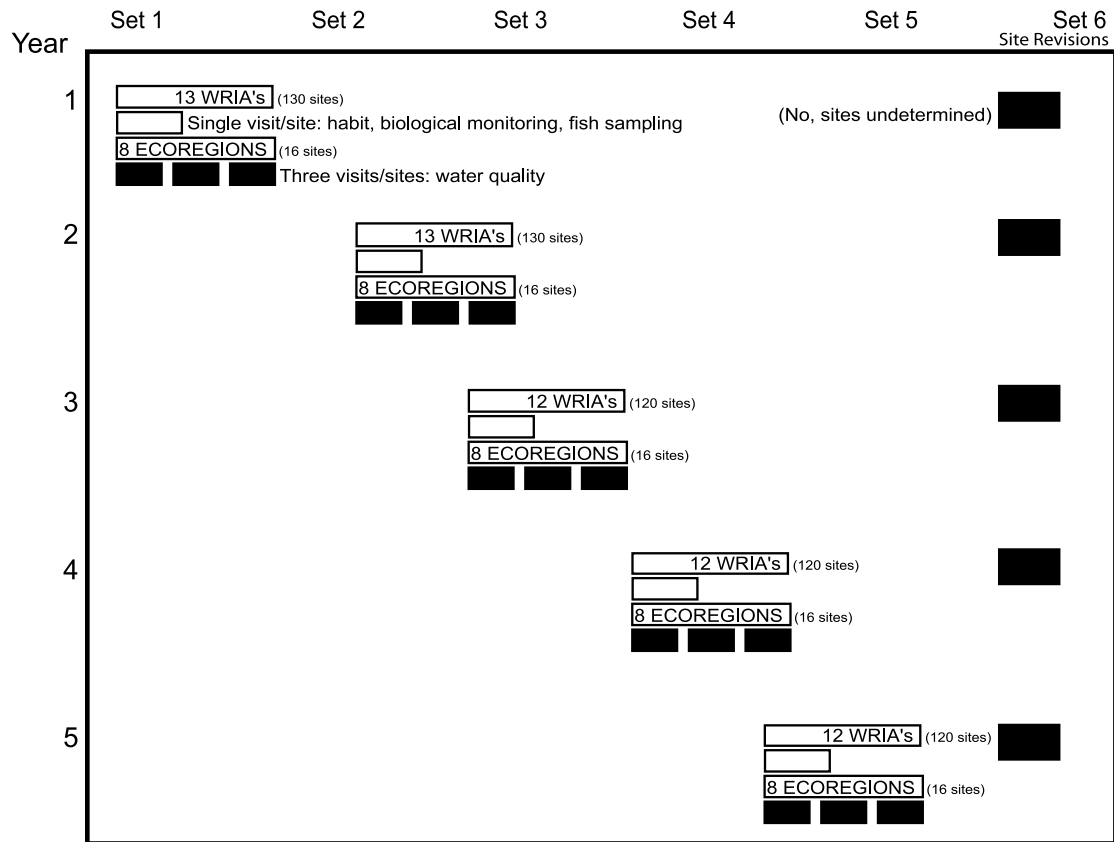 Set 1 Set 2 Set 3 Set 4 Set 5 Set 6
Year
Site Revisions
1
13 WRIA's (130 sites)
(No, sites undetermined)
Single visit/site: habit, biological monitoring, fish sampling
8 ECOREGIONS (16 sites)
Three visits/sites: water quality
2
13 WRIA's (130 sites)
8 ECOREGIONS (16 sites)
3
12 WRIA's (120 sites)
8 ECOREGIONS (16 sites)
4
12 WRIA's (120 sites)
8 ECOREGIONS (16 sites)
5
12 WRIA's (120 sites)
8 ECOREGIONS (16 sites)